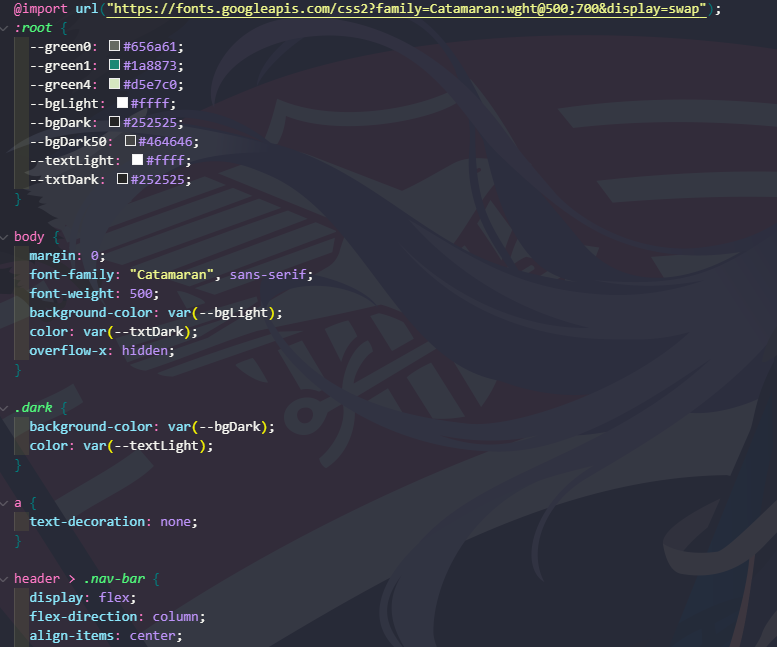 @import url("https://fonts.googleapis.com/css2?family=Catamaran:wght@500;700&display=swap");
:root {
--green0: #656a61;
--green1: #1a8873;
--green4: #d5e7c0;
--bgLight: #ffff;
--bgDark: #252525;
--bgDark50: #464646;
--textLight: #ffff;
--txtDark: #252525;
}
body {
margin: 0;
font-family: "Catamaran", sans-serif;
font-weight: 500;
background-color: var(--bgLight);
color: var(--txtDark);
overflow-x: hidden;
}
.dark {
background-color: var(--bgDark);
color: var(--textLight);
}
a {
text-decoration: none;
}
header > .nav-bar {
display: flex;
flex-direction: column;
align-items: center;